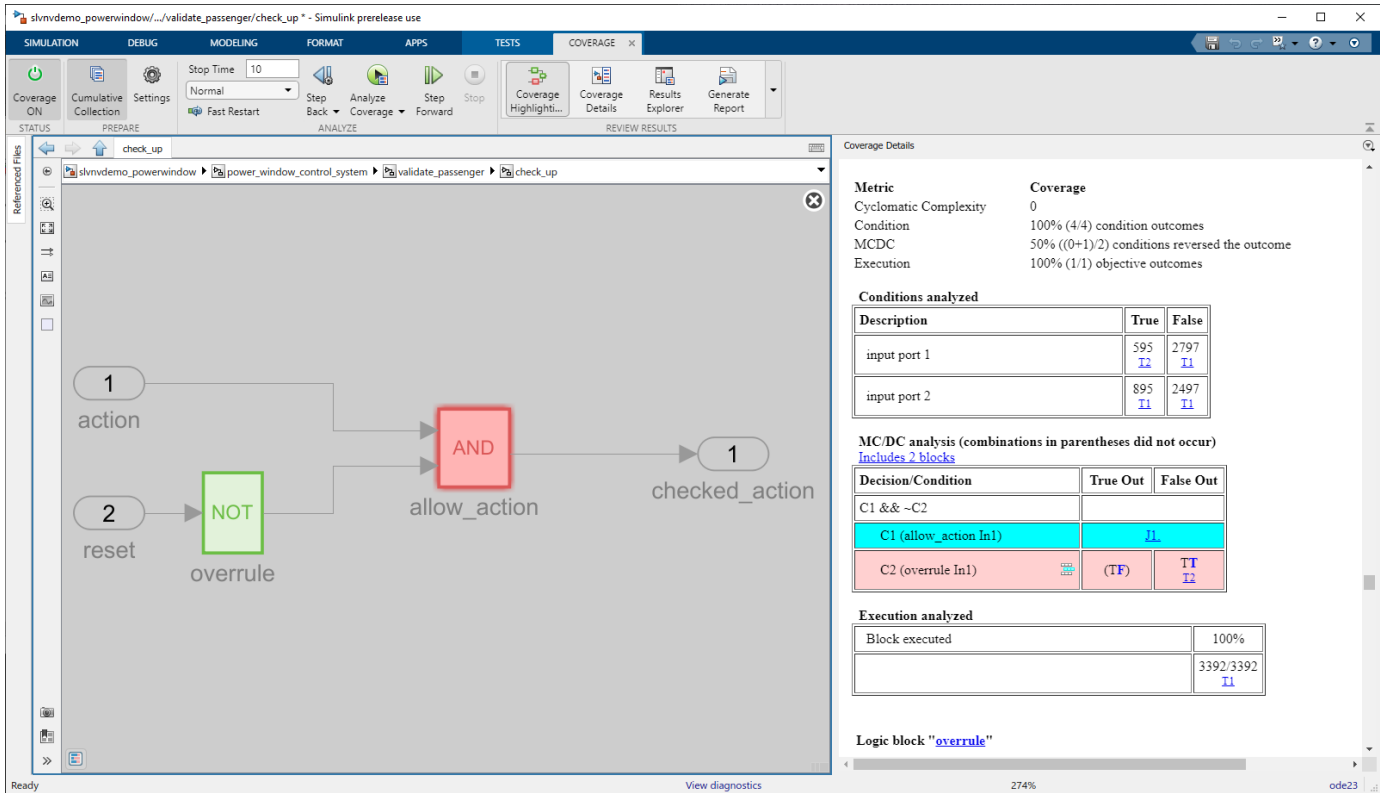 slvnvdemo_powerwindow/.../validate_passenger/check_up * - Simulink prerelease use
SIMULATION DEBUG MODELING FORMAT APPS TESTS COVERAGE
Coverage ON
Cumulative Collection
Settings
Stop Time 10
Normal
Fast Restart
Step Back
Analyze Coverage
Step Forward
Stop
Coverage Highlighti...
Coverage Details
Results Explorer
Generate Report
STATUS PREPARE ANALYZE REVIEW RESULTS
Referenced Files
check_up
slvnvdemo_powerwindow power_window_control_system validate_passenger check_up
1
action
2
reset
NOT
overrule
AND
allow_action
1
checked_action
Coverage Details
Metric Coverage
Cyclomatic Complexity 0
Condition 100% (4/4) condition outcomes
MCDC 50% ((0+1)/2) conditions reversed the outcome
Execution 100% (1/1) objective outcomes
Conditions analyzed
Description True False
input port 1 595 T2 2797 T1
input port 2 895 T1 2497 T1
MC/DC analysis (combinations in parentheses did not occur)
Includes 2 blocks
Decision/Condition True Out False Out
C1 && ~C2
C1 (allow_action In1) J1.
C2 (overrule In1) (TF) TT T2
Execution analyzed
Block executed 100%
3392/3392
T1
Logic block "overrule"
Ready View diagnostics 274% ode23